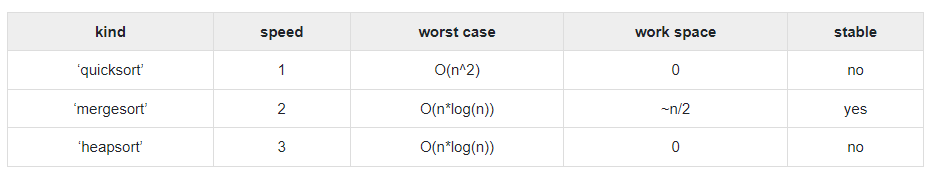 kind speed worst case work space stable
‘quicksort’ 1 O(n^2) 0 no
‘mergesort’ 2 O(n*log(n)) ~n/2 yes
‘heapsort’ 3 O(n*log(n)) 0 no